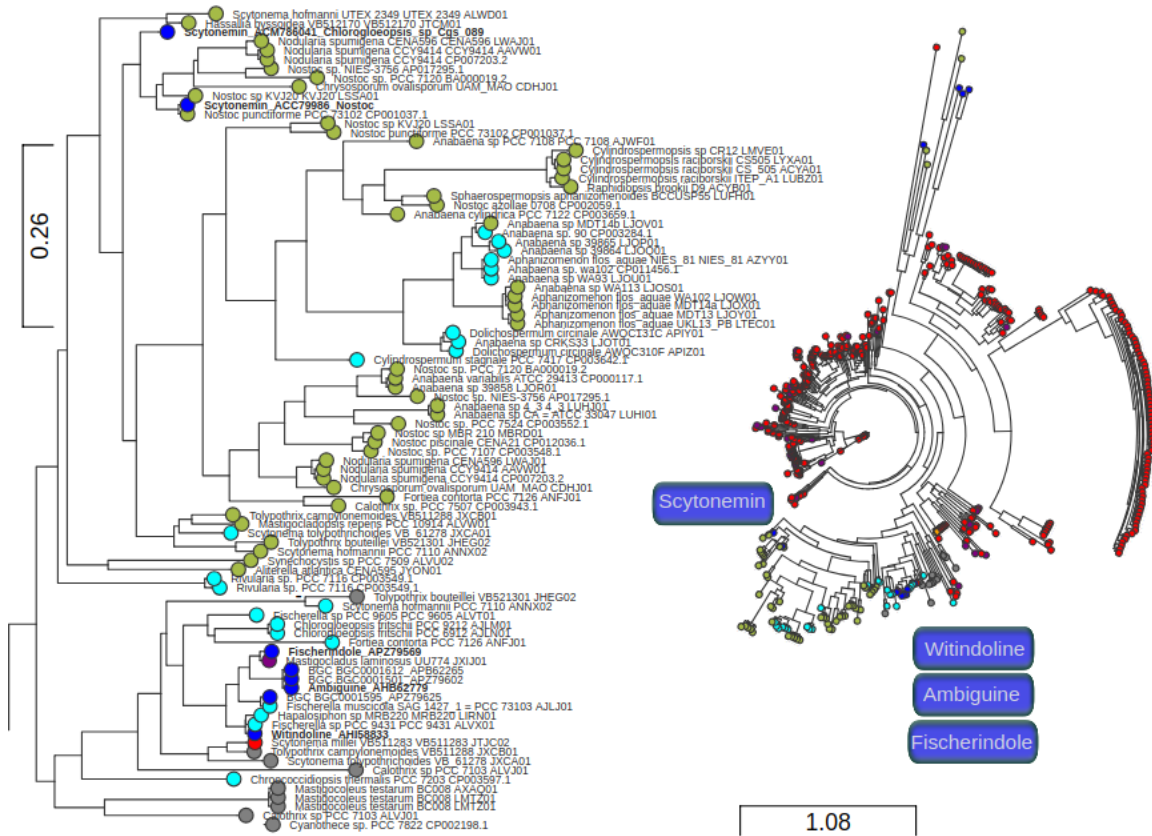 Scytonema hofmanni UTEX 2349 UTEX 2349 ALWD01
Hassallia byssoidea VB512170 VB512170 JTCM01
Scytonemin_ACM786041_Chlorogloeopsis_sp_Cgs_089
Nodularia spumigena CENA596 CENA596 LWAJ01
Nodularia spumigena CCY9414 CCY9414 AAVW01
Nodularia spumigena CCY9414 CP007203.2
Nostoc sp. NIES-3756 AP017295.1
Nostoc sp. PCC 7120 BA000019.2
Chrysosporum ovalisporum UAM_MAO CDHJ01
Nostoc sp KVJ20 KVJ20 LSSA01
Scytonemin_ACC79986_Nostoc
Nostoc punctiforme PCC 73102 CP001037.1
Nostoc sp KVJ20 LSSA01
Nostoc punctiforme PCC 73102 CP001037.1
Anabaena sp PCC 7108 PCC 7108 AJWF01
Cylindrospermopsis sp CR12 LMVE01
Cylindrospermopsis raciborskii CS505 LYXA01
Cylindrospermopsis raciborskii CS_505 ACYA01
Cylindrospermopsis raciborskii ITEP_A1 LUBZ01
Raphidiopsis brookii D9 ACYB01
Sphaerospermopsis aphanizomenoides BCCUSP55 LUFH01
Nostoc azollae 0708 CP002059.1
Anabaena cylindrica PCC 7122 CP003659.1
Anabaena sp MDT14b LJOV01
Anabaena sp. 90 CP003284.1
Anabaena sp 39865 LJOP01
Anabaena sp 39864 LJOQ01
Aphanizomenon flos_aquae NIES_81 NIES_81 AZYY01
Anabaena sp. wa102 CP011456.1
Anabaena sp WA93 LJOU01
Anabaena sp WA113 LJOS01
Aphanizomenon flos_aquae WA102 LJOW01
Aphanizomenon flos_aquae MDT14a LJOX01
Aphanizomenon flos_aquae MDT13 LJOY01
Aphanizomenon flos_aquae UKL13_PB LTEC01
Dolichospermum circinale AWQC131C APIY01
Anabaena sp CRKS33 LJOT01
Dolichospermum circinale AWQC310F APIZ01
Cylindrospermum stagnale PCC 7417 CP003642.1
Nostoc sp. PCC 7120 BA000019.2
Anabaena variabilis ATCC 29413 CP000117.1
Anabaena sp 39858 LJOR01
Nostoc sp. NIES-3756 AP017295.1
Anabaena sp 4_3 4_3 LUHJ01
Anabaena sp CA = ATCC 33047 LUHI01
Nostoc sp. PCC 7524 CP003552.1
Nostoc sp MBR 210 MBRD01
Nostoc piscinale CENA21 CP012036.1
Nostoc sp. PCC 7107 CP003548.1
Nodularia spumigena CENA596 LWAJ01
Nodularia spumigena CCY9414 AAVW01
Nodularia spumigena CCY9414 CP007203.2
Chrysosporum ovalisporum UAM_MAO CDHJ01
Fortiea contorta PCC 7126 ANFJ01
Calothrix sp. PCC 7507 CP003943.1
Tolypothrix campylonemoides VB511288 JXCB01
Mastigocladopsis repens PCC 10914 ALVW01
Scytonema tolypothrichoides VB_61278 JXCA01
Tolypothrix bouteillei VB521301 JHEG02
Scytonema hofmannii PCC 7110 ANNX02
Synechocystis sp PCC 7509 ALVU02
Aliterella atlantica CENA595 JYON01
Rivularia sp. PCC 7116 CP003549.1
Rivularia sp. PCC 7116 CP003549.1
Tolypothrix bouteillei VB521301 JHEG02
Scytonema hofmannii PCC 7110 ANNX02
Fischerella sp PCC 9605 PCC 9605 ALVT01
Chlorogloeopsis fritschii PCC 9212 AJLM01
Chlorogloeopsis fritschii PCC 6912 AJLN01
Fortiea contorta PCC 7126 ANFJ01
Fischerindole_APZ79569
Mastigocladus laminosus UU774 JXIJ01
BGC BGC0001612_APB62265
BGC BGC0001501_APZ79602
Ambiguine_AHB62779
BGC BGC0001595_APZ79625
Fischerella muscicola SAG 1427_1 = PCC 73103 AJLJ01
Hapalosiphon sp MRB220 MRB220 LIRN01
Fischerella sp PCC 9431 PCC 9431 ALVX01
Witindoline_AHI58833
Scytonema millei VB511283 VB511283 JTJC02
Tolypothrix campylonemoides VB511288 JXCB01
Scytonema tolypothrichoides VB_61278 JXCA01
Calothrix sp PCC 7103 ALVJ01
Chroococcidiopsis thermalis PCC 7203 CP003597.1
Mastigocoleus testarum BC008 AXAQ01
Mastigocoleus testarum BC008 LMTZ01
Mastigocoleus testarum BC008 LMTZ01
Calothrix sp PCC 7103 ALVJ01
Cyanothece sp. PCC 7822 CP002198.1
0.26
Scytonemin
Witindoline
Ambiguine
Fischerindole
1.08